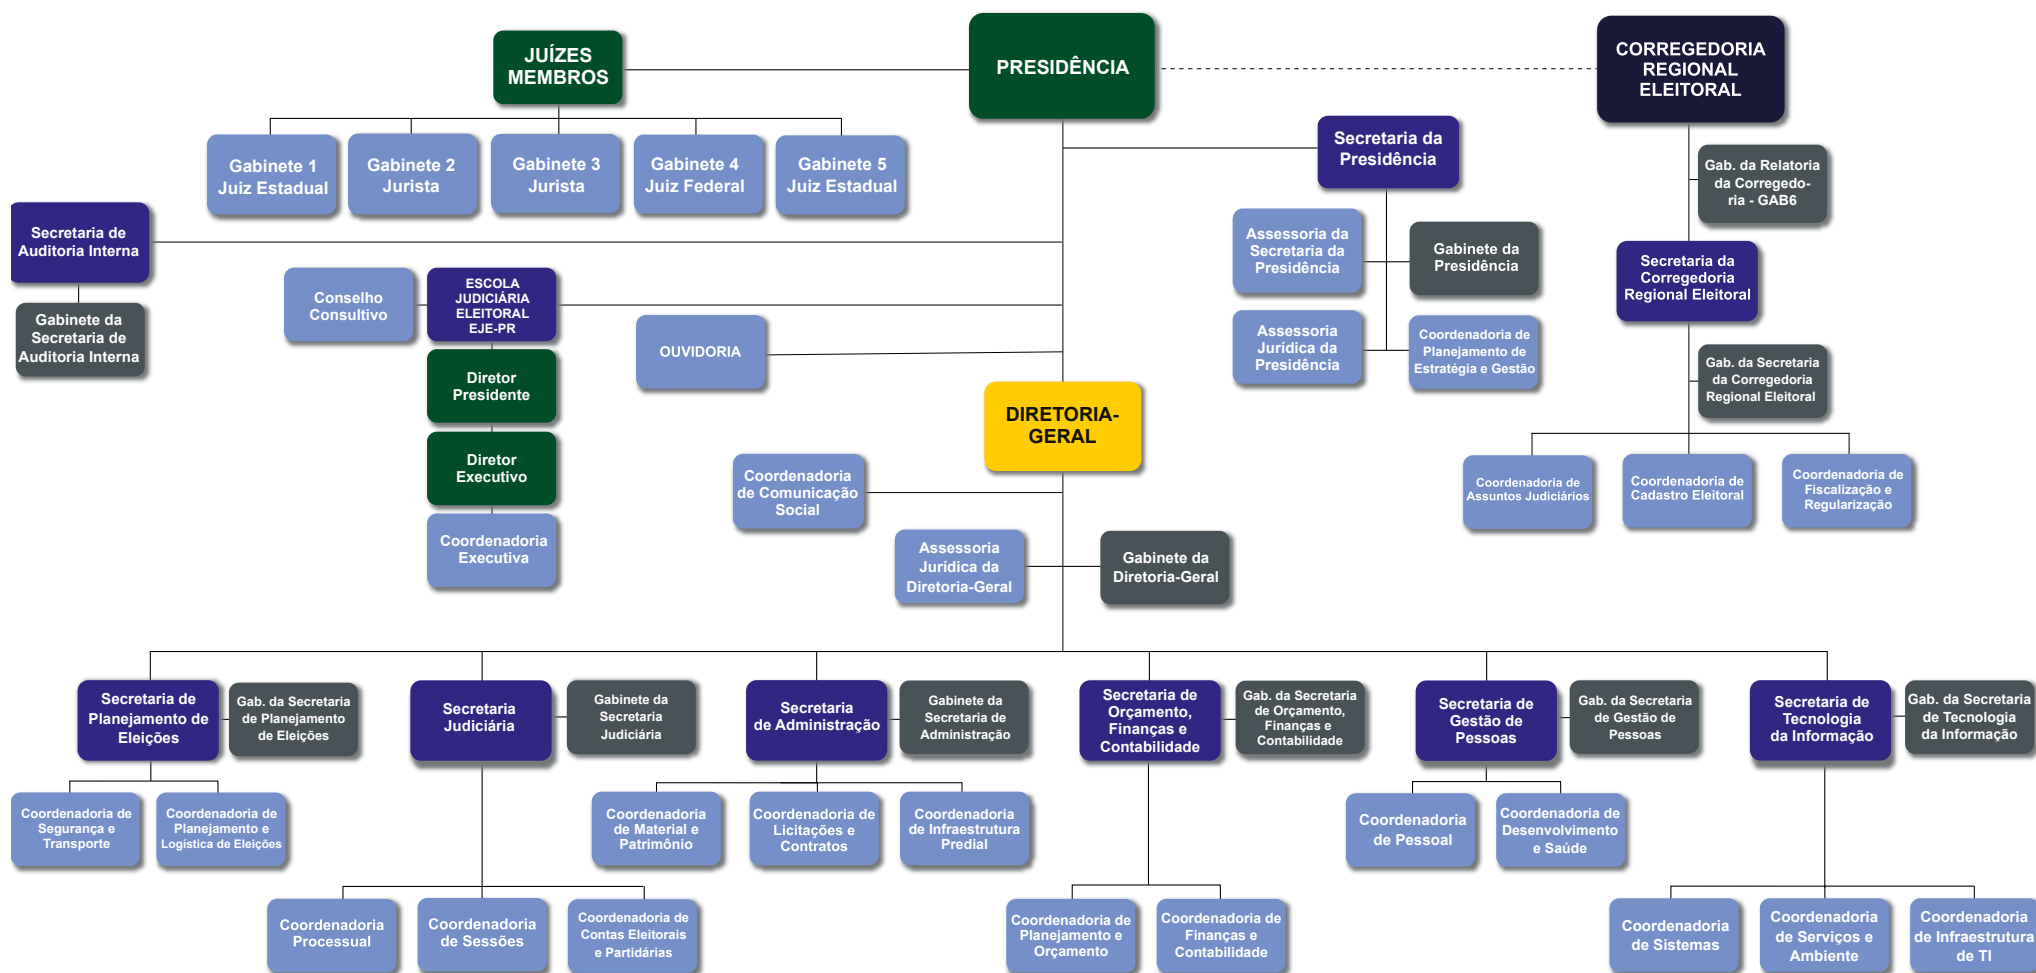 JUÍZES
MEMBROS
PRESIDÊNCIA
CORREGEDORIA
REGIONAL
ELEITORAL
Gabinete 1
Juiz Estadual
Gabinete 2
Jurista
Gabinete 3
Jurista
Gabinete 4
Juiz Federal
Gabinete 5
Juiz Estadual
Secretaria da
Presidência
Gab. da Relatoria
da Corregedo-
ria - GAB6
Secretaria de
Auditoria Interna
Gabinete da
Secretaria de
Auditoria Interna
Conselho
Consultivo
ESCOLA
JUDICIÁRIA
ELEITORAL
EJE-PR
Diretor
Presidente
Diretor
Executivo
Coordenadoria
Executiva
OUVIDORIA
Assessoria da
Secretaria da
Presidência
Gabinete da
Presidência
Assessoria
Jurídica da
Presidência
Coordenadoria de
Planejamento de
Estratégia e Gestão
Secretaria da
Corregedoria
Regional Eleitoral
Gab. da Secretaria
da Corregedoria
Regional Eleitoral
Coordenadoria de
Assuntos Judiciários
Coordenadoria de
Cadastro Eleitoral
Coordenadoria de
Fiscalização e
Regularização
DIRETORIA-
GERAL
Coordenadoria
de Comunicação
Social
Assessoria
Jurídica da
Diretoria-Geral
Gabinete da
Diretoria-Geral
Secretaria de
Planejamento de
Eleições
Gab. da Secretaria
de Planejamento
de Eleições
Secretaria
Judiciária
Gabinete da
Secretaria
Judiciária
Secretaria
de Administração
Gabinete da
Secretaria de
Administração
Secretaria de
Orçamento,
Finanças e
Contabilidade
Gab. da Secretaria
de Orçamento,
Finanças e
Contabilidade
Secretaria de
Gestão de
Pessoas
Gab. da Secretaria
de Gestão de
Pessoas
Secretaria de
Tecnologia
da Informação
Gab. da Secretaria
de Tecnologia
da Informação
Coordenadoria de
Segurança e
Transporte
Coordenadoria de
Planejamento e
Logística de Eleições
Coordenadoria
de Material e
Patrimônio
Coordenadoria de
Licitações e
Contratos
Coordenadoria
de Infraestrutura
Predial
Coordenadoria
de Pessoal
Coordenadoria de
Desenvolvimento
e Saúde
Coordenadoria
Processual
Coordenadoria
de Sessões
Coordenadoria de
Contas Eleitorais
e Partidárias
Coordenadoria de
Planejamento e
Orçamento
Coordenadoria de
Finanças e
Contabilidade
Coordenadoria
de Sistemas
Coordenadoria
de Serviços e
Ambiente
Coordenadoria
de Infraestrutura
de TI